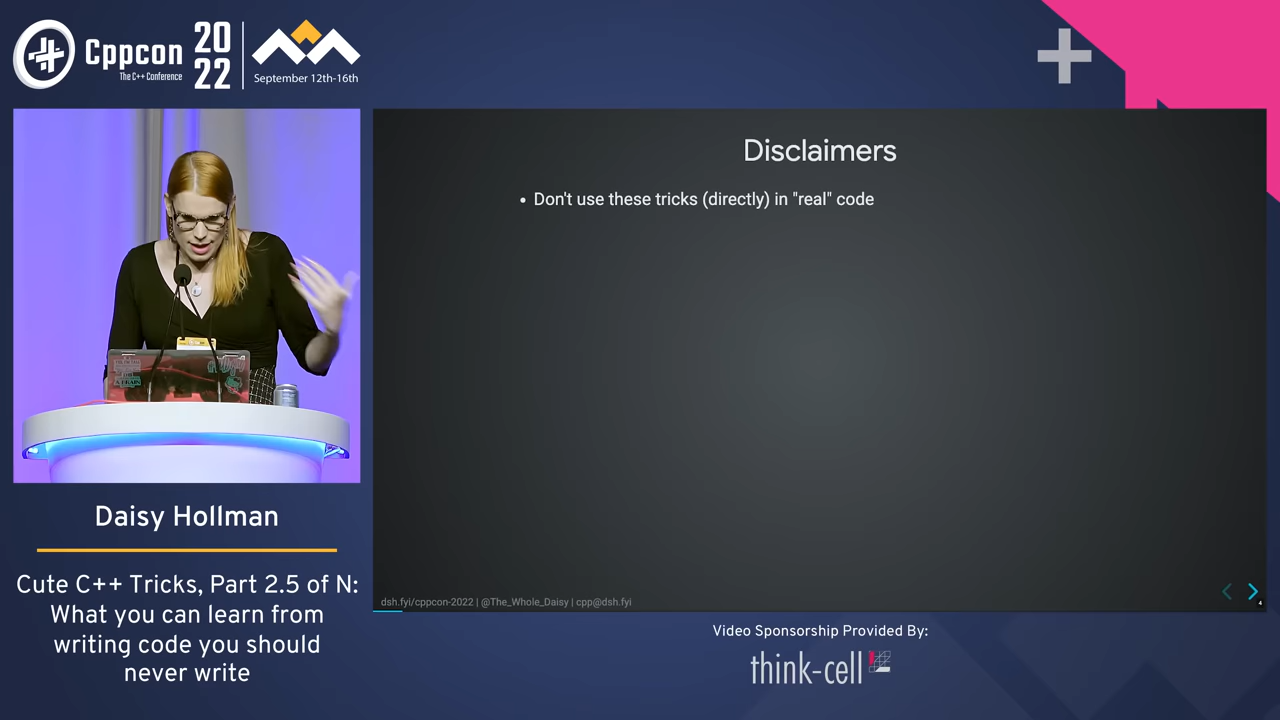 Cppcon
The C++ Conference
20
22
September 12th-16th
Disclaimers
• Don't use these tricks (directly) in "real" code
dsh.fyi/cppcon-2022 | @The_Whole_Daisy | cpp@dsh.fyi
4
Daisy Hollman
Cute C++ Tricks, Part 2.5 of N:
What you can learn from
writing code you should
never write
Video Sponsorship Provided By:
think-cell